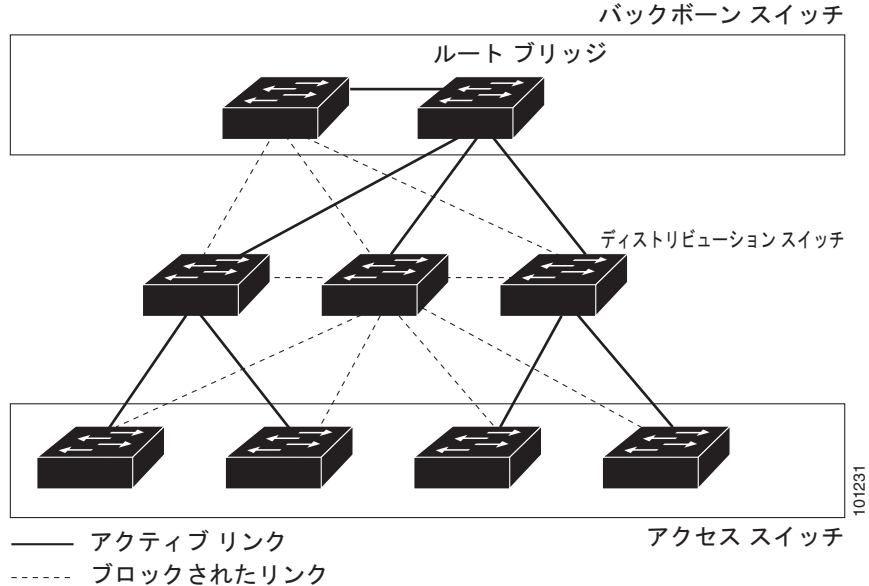 バックボーン スイッチ
ルート ブリッジ
ディストリビューション スイッチ
101231
アクセス スイッチ
アクティブ リンク
ブロックされたリンク